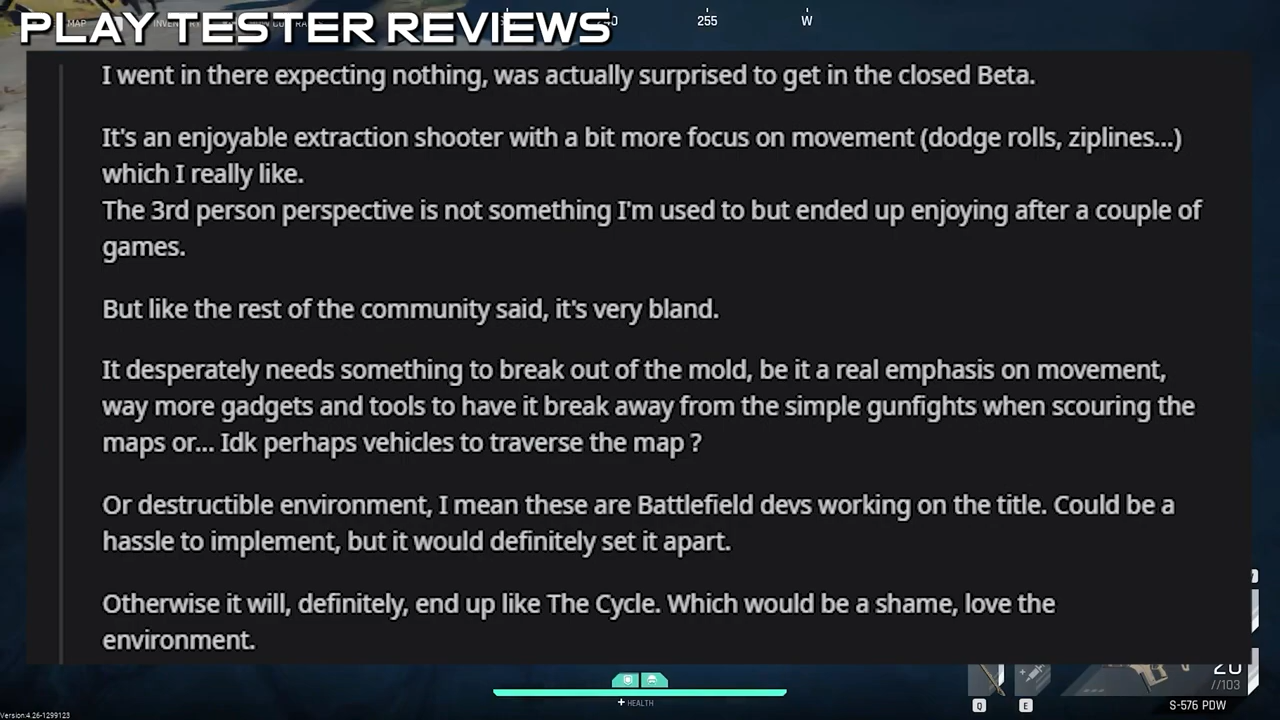 PLAY TESTER REVIEWS
255
W
I went in there expecting nothing, was actually surprised to get in the closed Beta.
It's an enjoyable extraction shooter with a bit more focus on movement (dodge rolls, ziplines...)
which I really like.
The 3rd person perspective is not something I'm used to but ended up enjoying after a couple of
games.
But like the rest of the community said, it's very bland.
It desperately needs something to break out of the mold, be it a real emphasis on movement,
way more gadgets and tools to have it break away from the simple gunfights when scouring the
maps or... Idk perhaps vehicles to traverse the map ?
Or destructible environment, I mean these are Battlefield devs working on the title. Could be a
hassle to implement, but it would definitely set it apart.
Otherwise it will, definitely, end up like The Cycle. Which would be a shame, love the
environment.
//103
HEALTH
Q
E
S-576 PDW
Version:4.26-1299123